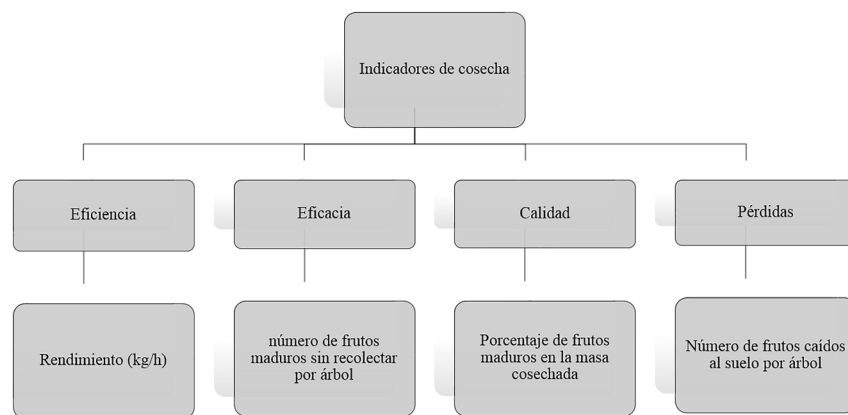 Indicadores de cosecha
Eficiencia
Eficacia
Calidad
Pérdidas
Rendimiento (kg/h)
número de frutos
maduros sin recolectar
por árbol
Porcentaje de frutos
maduros en la masa
cosechada
Número de frutos caídos
al suelo por árbol